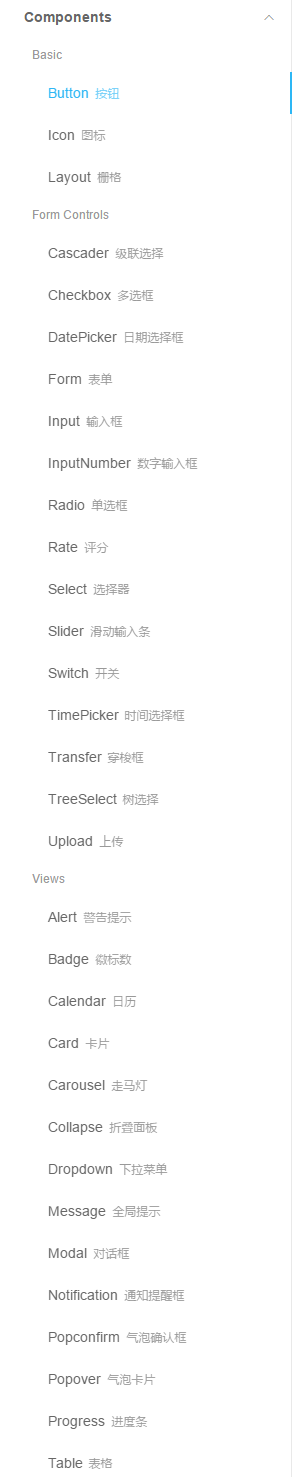 Components
Basic
Button 按钮
Icon 图标
Layout 栅格
Form Controls
Cascader 级联选择
Checkbox 多选框
DatePicker 日期选择框
Form 表单
Input 输入框
InputNumber 数字输入框
Radio 单选框
Rate 评分
Select 选择器
Slider 滑动输入条
Switch 开关
TimePicker 时间选择框
Transfer 穿梭框
TreeSelect 树选择
Upload 上传
Views
Alert 警告提示
Badge 徽标数
Calendar 日历
Card 卡片
Carousel 走马灯
Collapse 折叠面板
Dropdown 下拉菜单
Message 全局提示
Modal 对话框
Notification 通知提醒框
Popconfirm 气泡确认框
Popover 气泡卡片
Progress 进度条
Table 表格